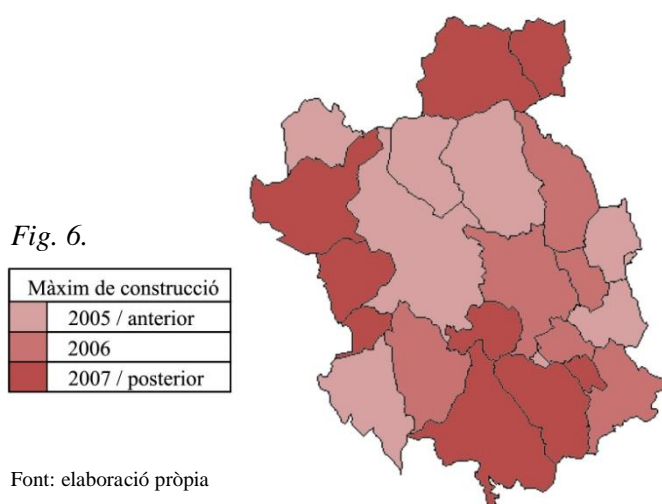 Fig. 6.
Màxim de construcció
2005 / anterior
2006
2007 / posterior
Font: elaboració pròpia